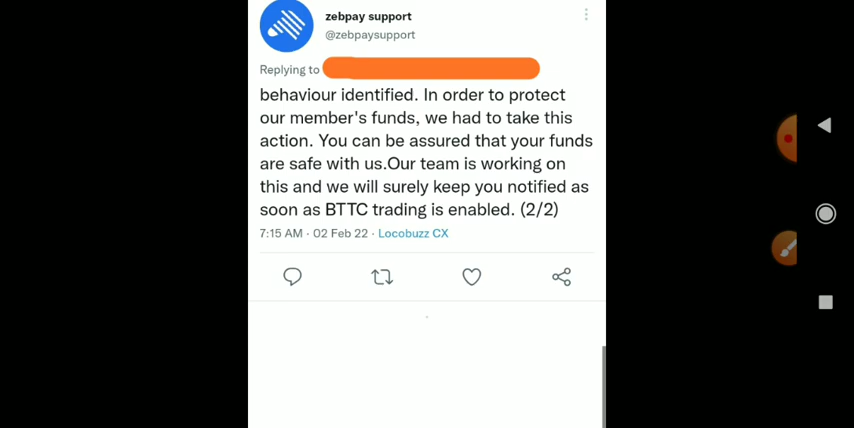 zebpay support
@zebpaysupport
Replying to
behaviour identified. In order to protect
our member's funds, we had to take this
action. You can be assured that your funds
are safe with us.Our team is working on
this and we will surely keep you notified as
soon as BTTC trading is enabled. (2/2)
7:15 AM · 02 Feb 22 · Locobuzz CX